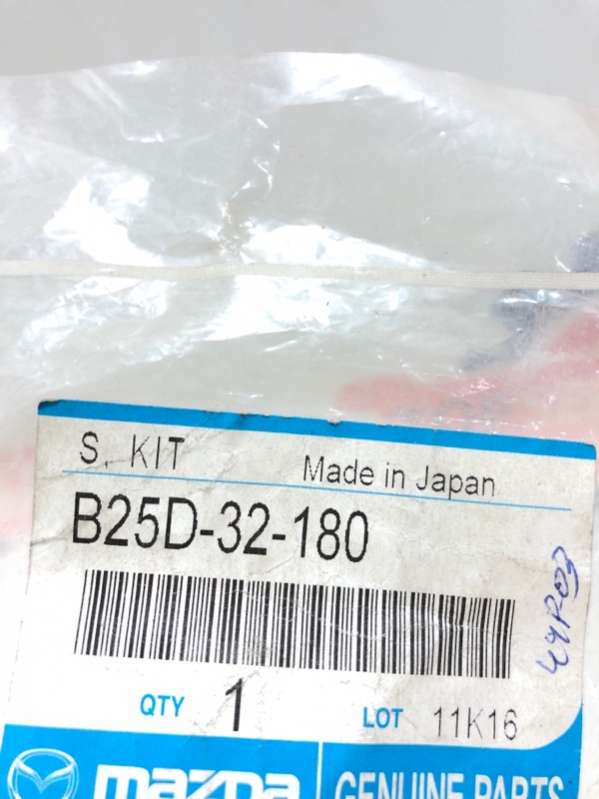 S, KIT
Made in Japan
B25D-32-180
QTY 1
LOT 11K16
mazda
GENUINE PARTS